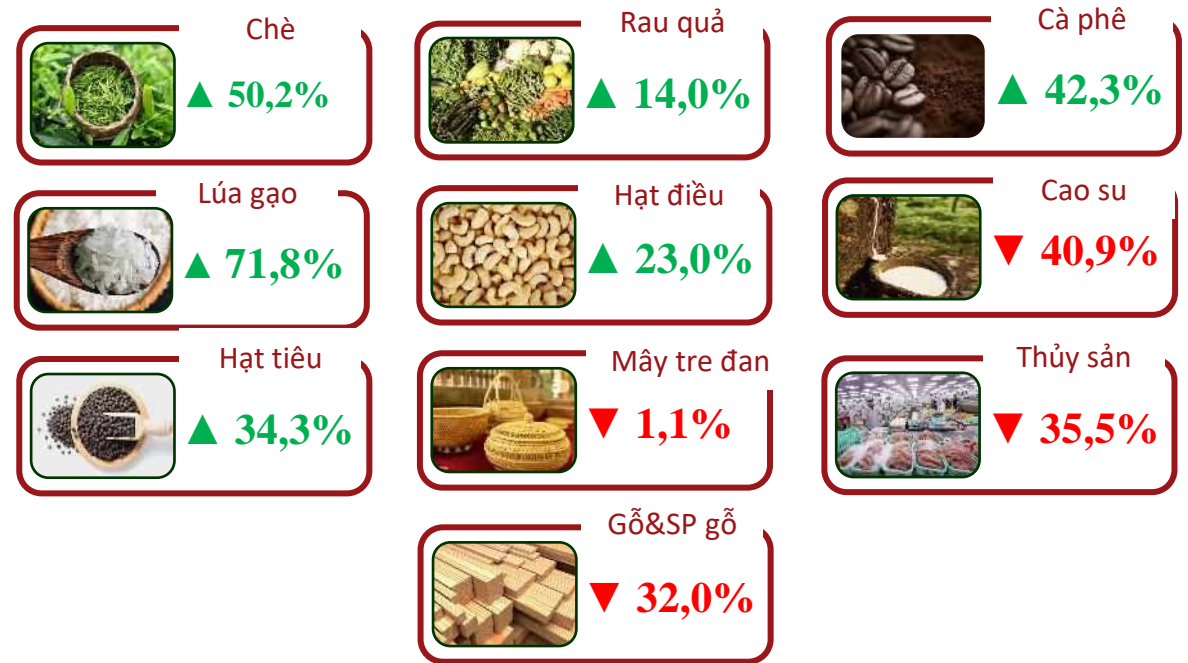 Chè
▲ 50,2%
Rau quả
▲ 14,0%
Cà phê
▲ 42,3%
Lúa gạo
▲ 71,8%
Hạt điều
▲ 23,0%
Cao su
▼ 40,9%
Hạt tiêu
▲ 34,3%
Mây tre đan
▼ 1,1%
Thủy sản
▼ 35,5%
Gỗ&SP gỗ
▼ 32,0%